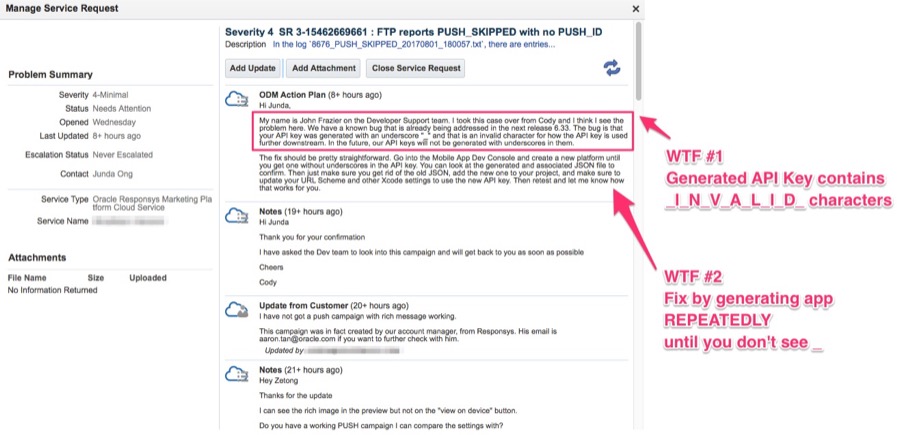 Manage Service Request
×
Problem Summary
Severity 4-Minimal
Status Needs Attention
Opened Wednesday
Last Updated 8+ hours ago
Escalation Status Never Escalated
Contact Junda Ong
Service Type Oracle Responsys Marketing Pla
tform Cloud Service
Service Name
Attachments
File Name Size Uploaded
No Information Returned
Severity 4 SR 3-15462669661 : FTP reports PUSH_SKIPPED with no PUSH_ID
Description In the log `8676_PUSH_SKIPPED_20170801_180057.txt`, there are entries...
Add Update Add Attachment Close Service Request
ODM Action Plan (8+ hours ago)
Hi Junda,
My name is John Frazier on the Developer Support team. I took this case over from Cody and I think I see the
problem here. We have a known bug that is already being addressed in the next release 6.33. The bug is that
your API key was generated with an underscore "_" and that is an invalid character for how the API key is used
further downstream. In the future, our API keys will not be generated with underscores in them.
The fix should be pretty straightforward. Go into the Mobile App Dev Console and create a new platform until
you get one without underscores in the API key. You can look at the generated and associated JSON file to
confirm. Then just make sure you get rid of the old JSON, add the new one to your project, and make sure to
update your URL Scheme and other Xcode settings to use the new API key. Then retest and let me know how
that works for you.
Notes (19+ hours ago)
Hi Junda
Thank you for your confirmation
I have asked the Dev team to look into this campaign and will get back to you as soon as possible
Cheers
Cody
Update from Customer (20+ hours ago)
I have not got a push campaign with rich message working.
This campaign was in fact created by our account manager, from Responsys. His email is
aaron.tan@oracle.com if you want to further check with him.
Updated by
Notes (21+ hours ago)
Hey Zetong
Thanks for the update
I can see the rich image in the preview but not on the "view on device" button.
Do you have a working PUSH campaign I can compare the settings with?
WTF #1
Generated API Key contains
_I_N_V_A_L_I_D_ characters
WTF #2
Fix by generating app
REPEATEDLY
until you don't see _